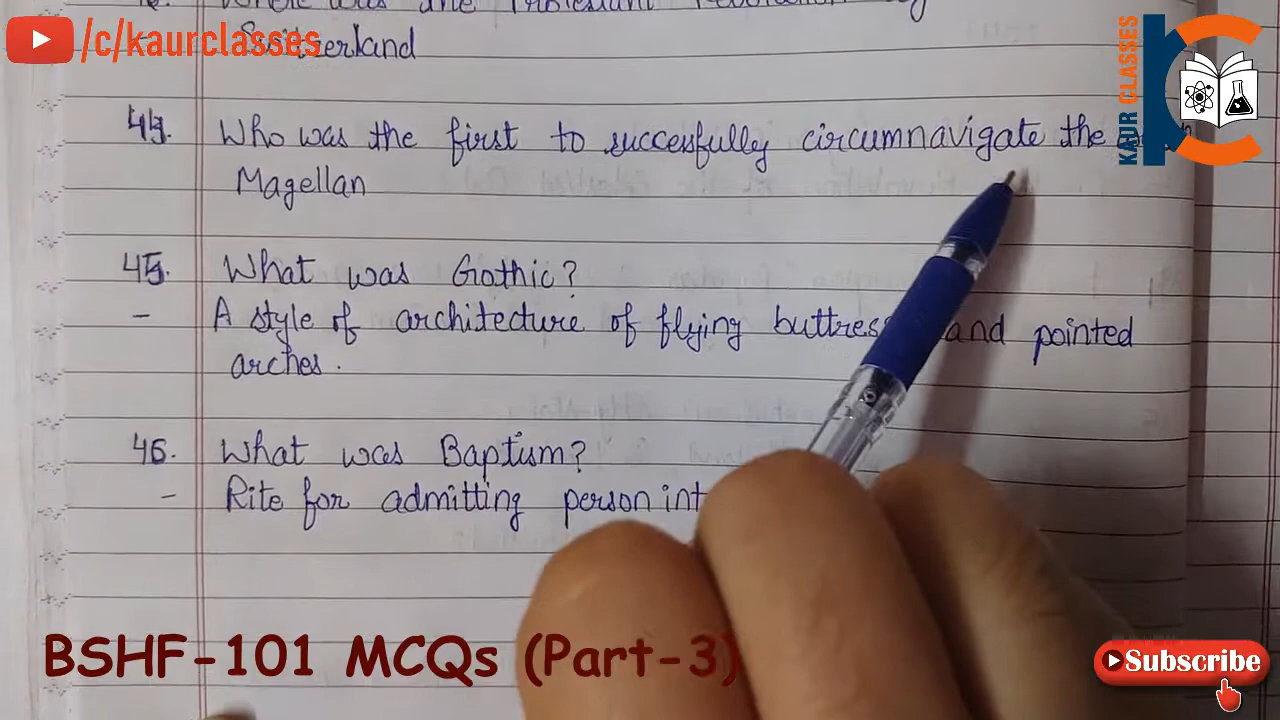 /c/kaurclasses
Switzerland
KAUR CLASSES
44. Who was the first to successfully circumnavigate the
Magellan
45. What was Gothic?
- A style of architecture of flying buttress and pointed
arches.
46. What was Baptism?
- Rite for admitting person int
BSHF-101 MCQs (Part-3)
Subscribe